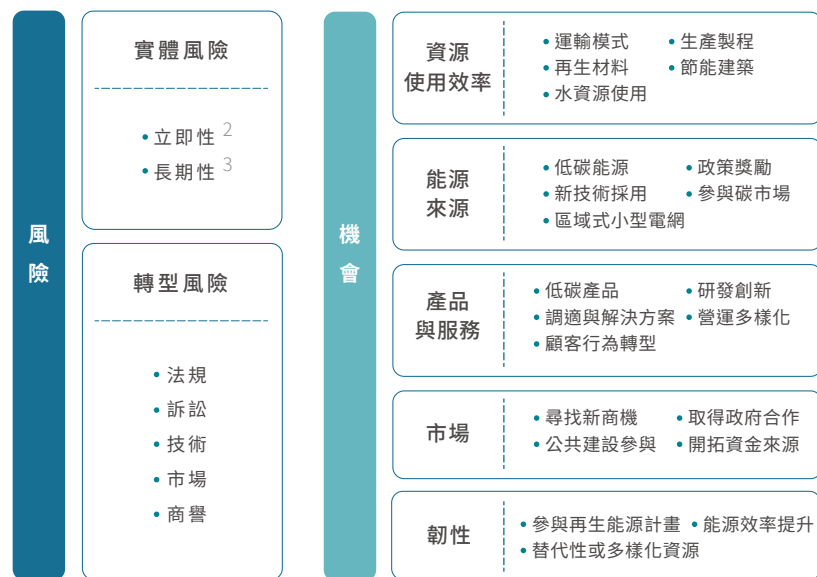 風險
實體風險
• 立即性 2
• 長期性 3
轉型風險
• 法規
• 訴訟
• 技術
• 市場
• 商譽
機會
資源
使用效率
• 運輸模式 • 生產製程
• 再生材料 • 節能建築
• 水資源使用
能源
來源
• 低碳能源 • 政策獎勵
• 新技術採用 • 參與碳市場
• 區域式小型電網
產品
與服務
• 低碳產品 • 研發創新
• 調適與解決方案 • 營運多樣化
• 顧客行為轉型
市場
• 尋找新商機 • 取得政府合作
• 公共建設參與 • 開拓資金來源
韌性
• 參與再生能源計畫 • 能源效率提升
• 替代性或多樣化資源